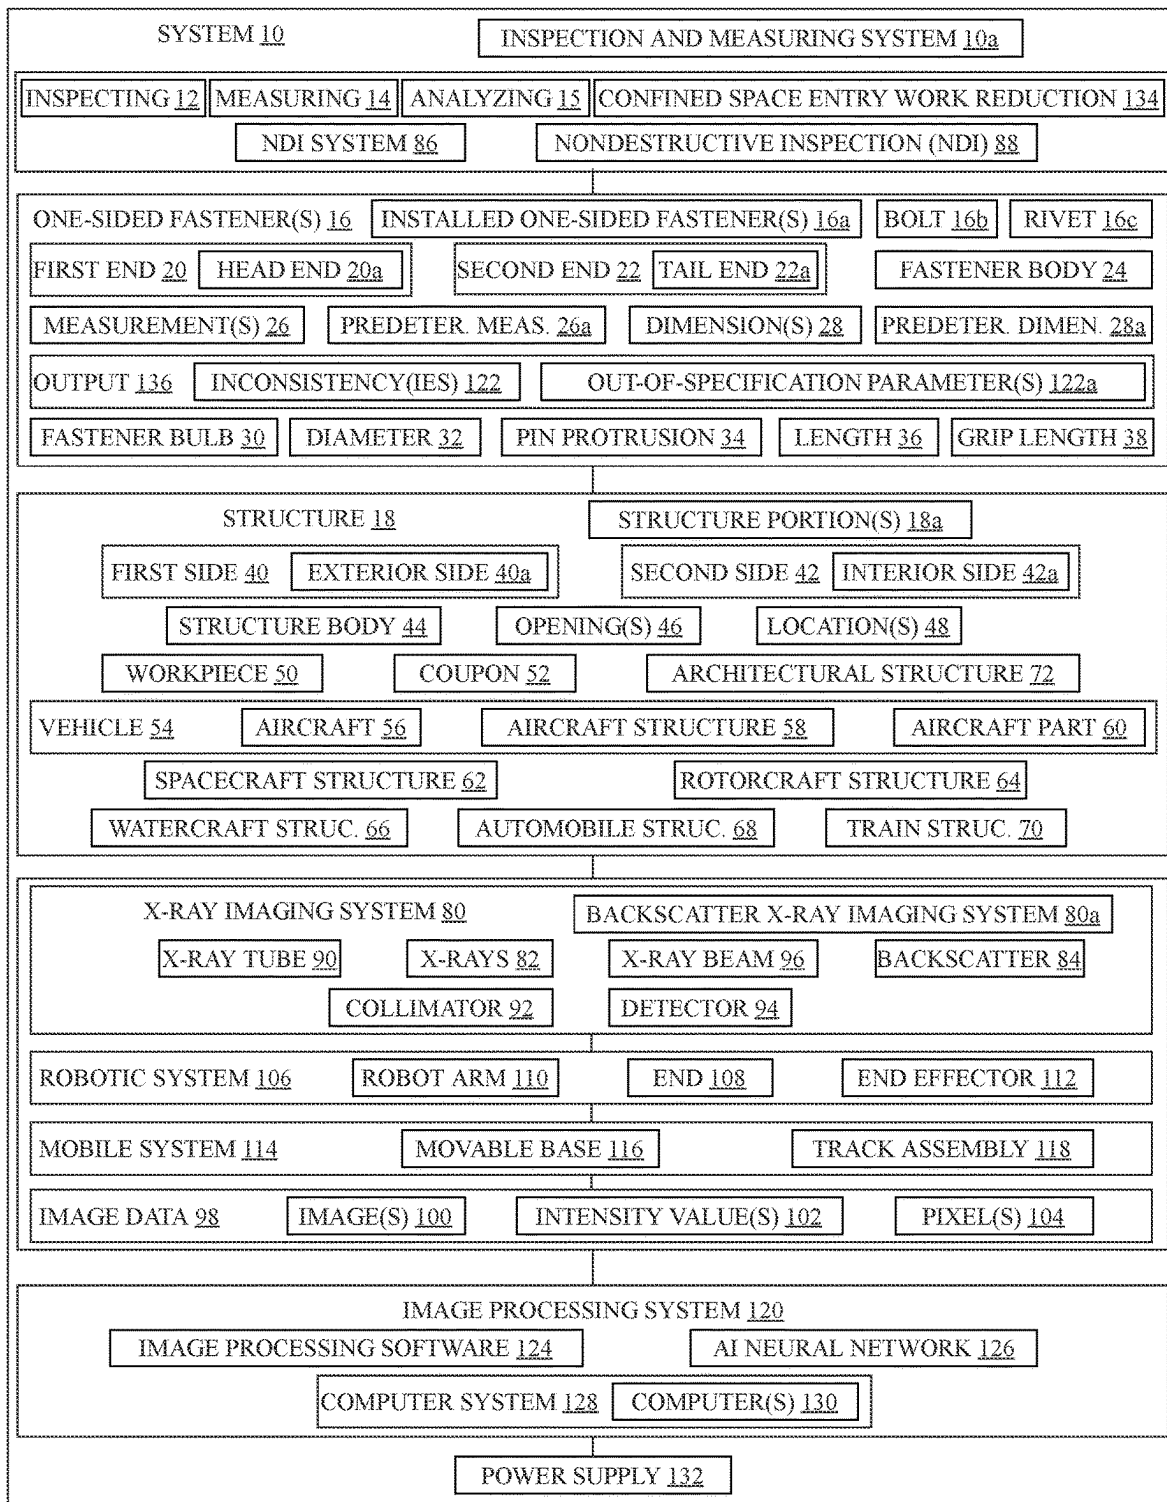 SYSTEM 10 INSPECTION AND MEASURING SYSTEM 10a
INSPECTING 12 MEASURING 14 ANALYZING 15 CONFINED SPACE ENTRY WORK REDUCTION 134
NDI SYSTEM 86 NONDESTRUCTIVE INSPECTION (NDI) 88
ONE-SIDED FASTENER(S) 16 INSTALLED ONE-SIDED FASTENER(S) 16a BOLT 16b RIVET 16c
FIRST END 20 HEAD END 20a SECOND END 22 TAIL END 22a FASTENER BODY 24
MEASUREMENT(S) 26 PREDETER. MEAS. 26a DIMENSION(S) 28 PREDETER. DIMEN. 28a
OUTPUT 136 INCONSISTENCY(IES) 122 OUT-OF-SPECIFICATION PARAMETER(S) 122a
FASTENER BULB 30 DIAMETER 32 PIN PROTRUSION 34 LENGTH 36 GRIP LENGTH 38
STRUCTURE 18 STRUCTURE PORTION(S) 18a
FIRST SIDE 40 EXTERIOR SIDE 40a SECOND SIDE 42 INTERIOR SIDE 42a
STRUCTURE BODY 44 OPENING(S) 46 LOCATION(S) 48
WORKPIECE 50 COUPON 52 ARCHITECTURAL STRUCTURE 72
VEHICLE 54 AIRCRAFT 56 AIRCRAFT STRUCTURE 58 AIRCRAFT PART 60
SPACECRAFT STRUCTURE 62 ROTORCRAFT STRUCTURE 64
WATERCRAFT STRUC. 66 AUTOMOBILE STRUC. 68 TRAIN STRUC. 70
X-RAY IMAGING SYSTEM 80 BACKSCATTER X-RAY IMAGING SYSTEM 80a
X-RAY TUBE 90 X-RAYS 82 X-RAY BEAM 96 BACKSCATTER 84
COLLIMATOR 92 DETECTOR 94
ROBOTIC SYSTEM 106 ROBOT ARM 110 END 108 END EFFECTOR 112
MOBILE SYSTEM 114 MOVABLE BASE 116 TRACK ASSEMBLY 118
IMAGE DATA 98 IMAGE(S) 100 INTENSITY VALUE(S) 102 PIXEL(S) 104
IMAGE PROCESSING SYSTEM 120
IMAGE PROCESSING SOFTWARE 124 AI NEURAL NETWORK 126
COMPUTER SYSTEM 128 COMPUTER(S) 130
POWER SUPPLY 132